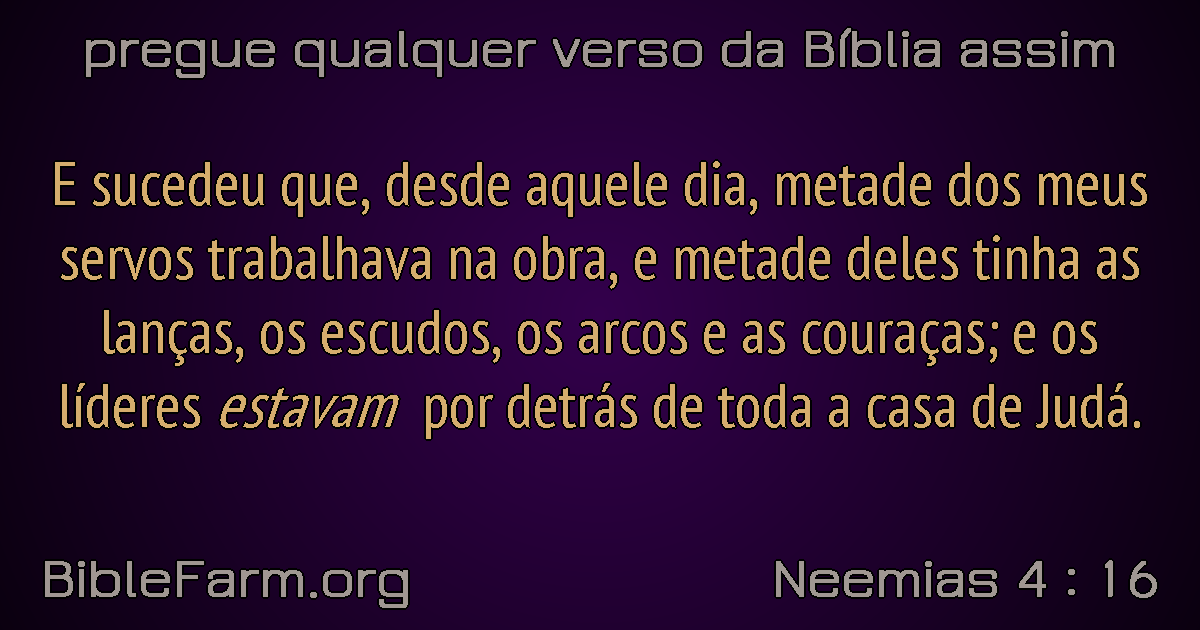 pregue qualquer verso da Bíblia assim
E sucedeu que, desde aquele dia, metade dos meus
servos trabalhava na obra, e metade deles tinha as
lanças, os escudos, os arcos e as couraças; e os
líderes estavam por detrás de toda a casa de Judá.
BibleFarm.org
Neemias 4 : 16